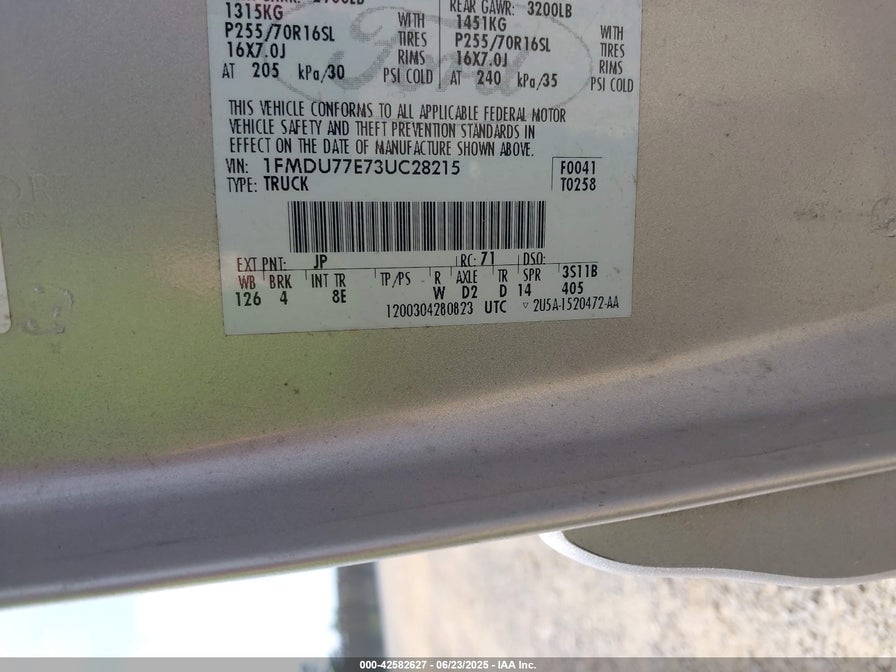 1315KG
P255/70R16SL
16X7.0J
AT 205 kPa/30
WITH
TIRES
RIMS
PSI COLD
REAR GAWR: 3200LB
1451KG
P255/70R16SL
16X7.0J
AT 240 kPa/35
WITH
TIRES
RIMS
PSI COLD
Ford
THIS VEHICLE CONFORMS TO ALL APPLICABLE FEDERAL MOTOR
VEHICLE SAFETY AND THEFT PREVENTION STANDARDS IN
EFFECT ON THE DATE OF MANUFACTURE SHOWN ABOVE.
VIN: 1FMDU77E73UC28215
TYPE: TRUCK
F0041
T0258
EXT PNT: JP RC: 71 DSO:
WB BRK INT TR TP/PS R AXLE TR SPR 3S11B
126 4 8E W D2 D 14 405
1200304280823 UTC ▿ 2U5A-1520472-AA
000-42582627 - 06/23/2025 - IAA Inc.